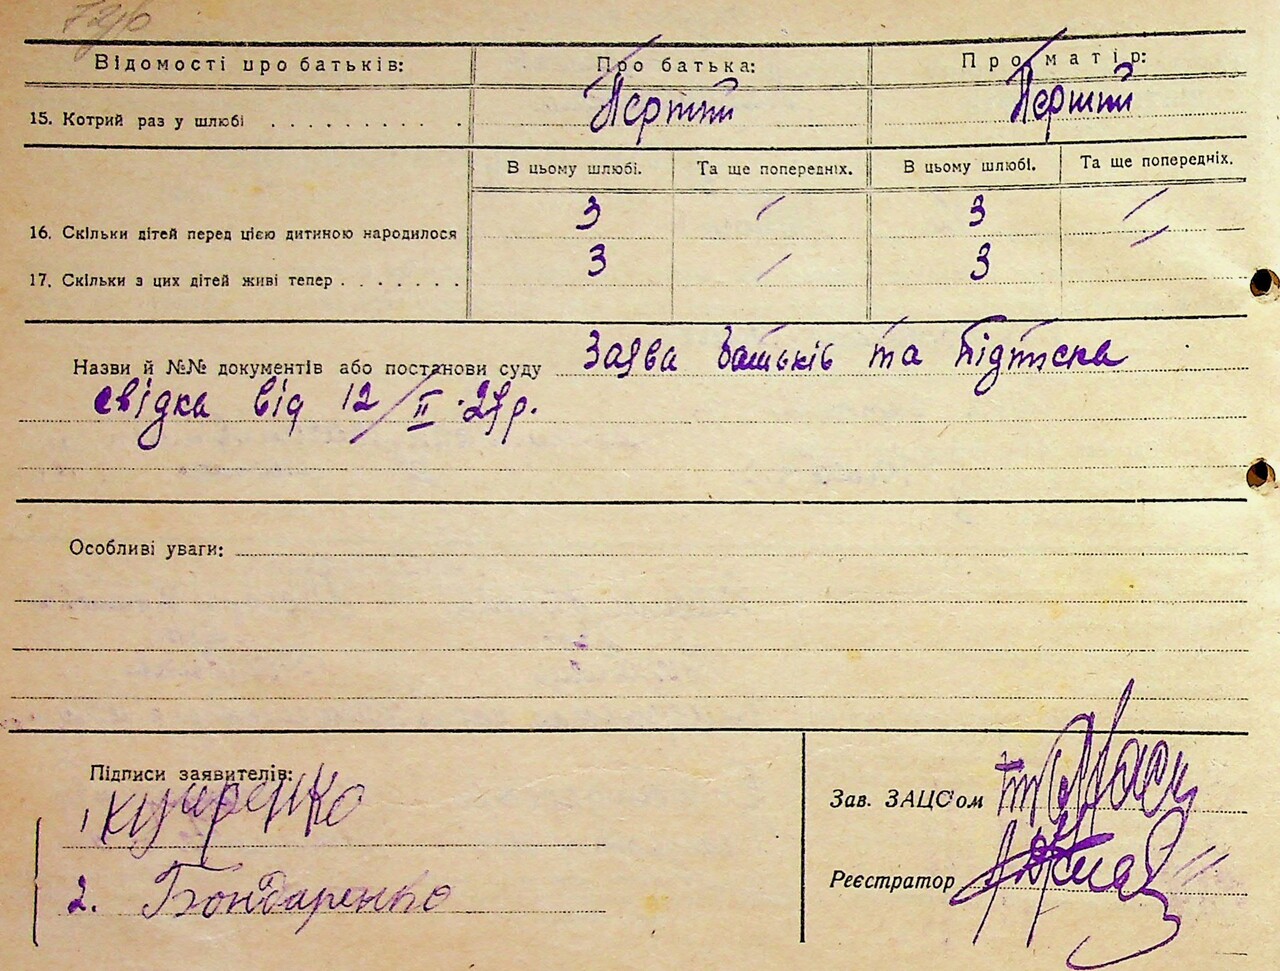 Відомості про батьків: Про батька: Про матір:
15. Котрий раз у шлюбі . . . . . . . . . . Перший Перший
В цьому шлюбі. Та ще попередніх. В цьому шлюбі. Та ще попередніх.
16. Скільки дітей перед цією дитиною народилося 3 / 3 /
17. Скільки з цих дітей живі тепер . . . . . . . 3 / 3 /
Назви й №№ документів або постанови суду Заява батьків та підписка
свідка від 12/II.27р.
Особливі уваги:
Підписи заявителів:
1 Кучеренко
2. Бондаренко
Зав. ЗАЦС'ом
Реєстратор